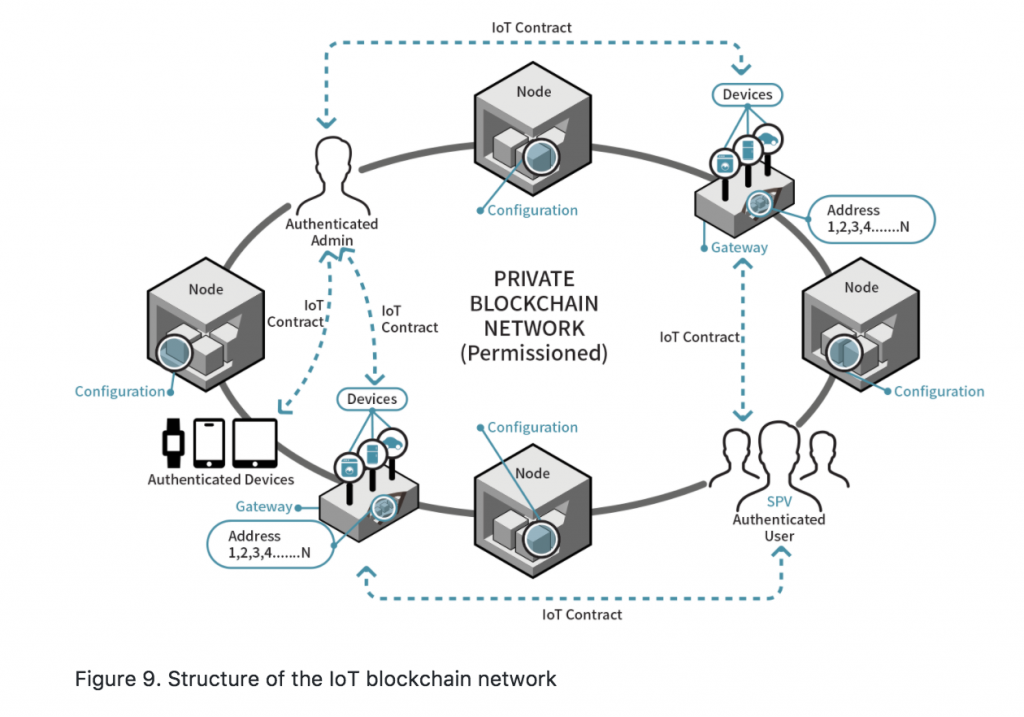 IoT Contract
Node
Devices
Configuration
Address
1,2,3,4.......N
Gateway
Authenticated
Admin
PRIVATE
BLOCKCHAIN
NETWORK
(Permissioned)
Node
IoT
Contract
IoT
Contract
IoT Contract
Node
Configuration
Configuration
Devices
Configuration
Authenticated Devices
Node
Gateway
Address
1,2,3,4.......N
SPV
Authenticated
User
IoT Contract
Figure 9. Structure of the IoT blockchain network